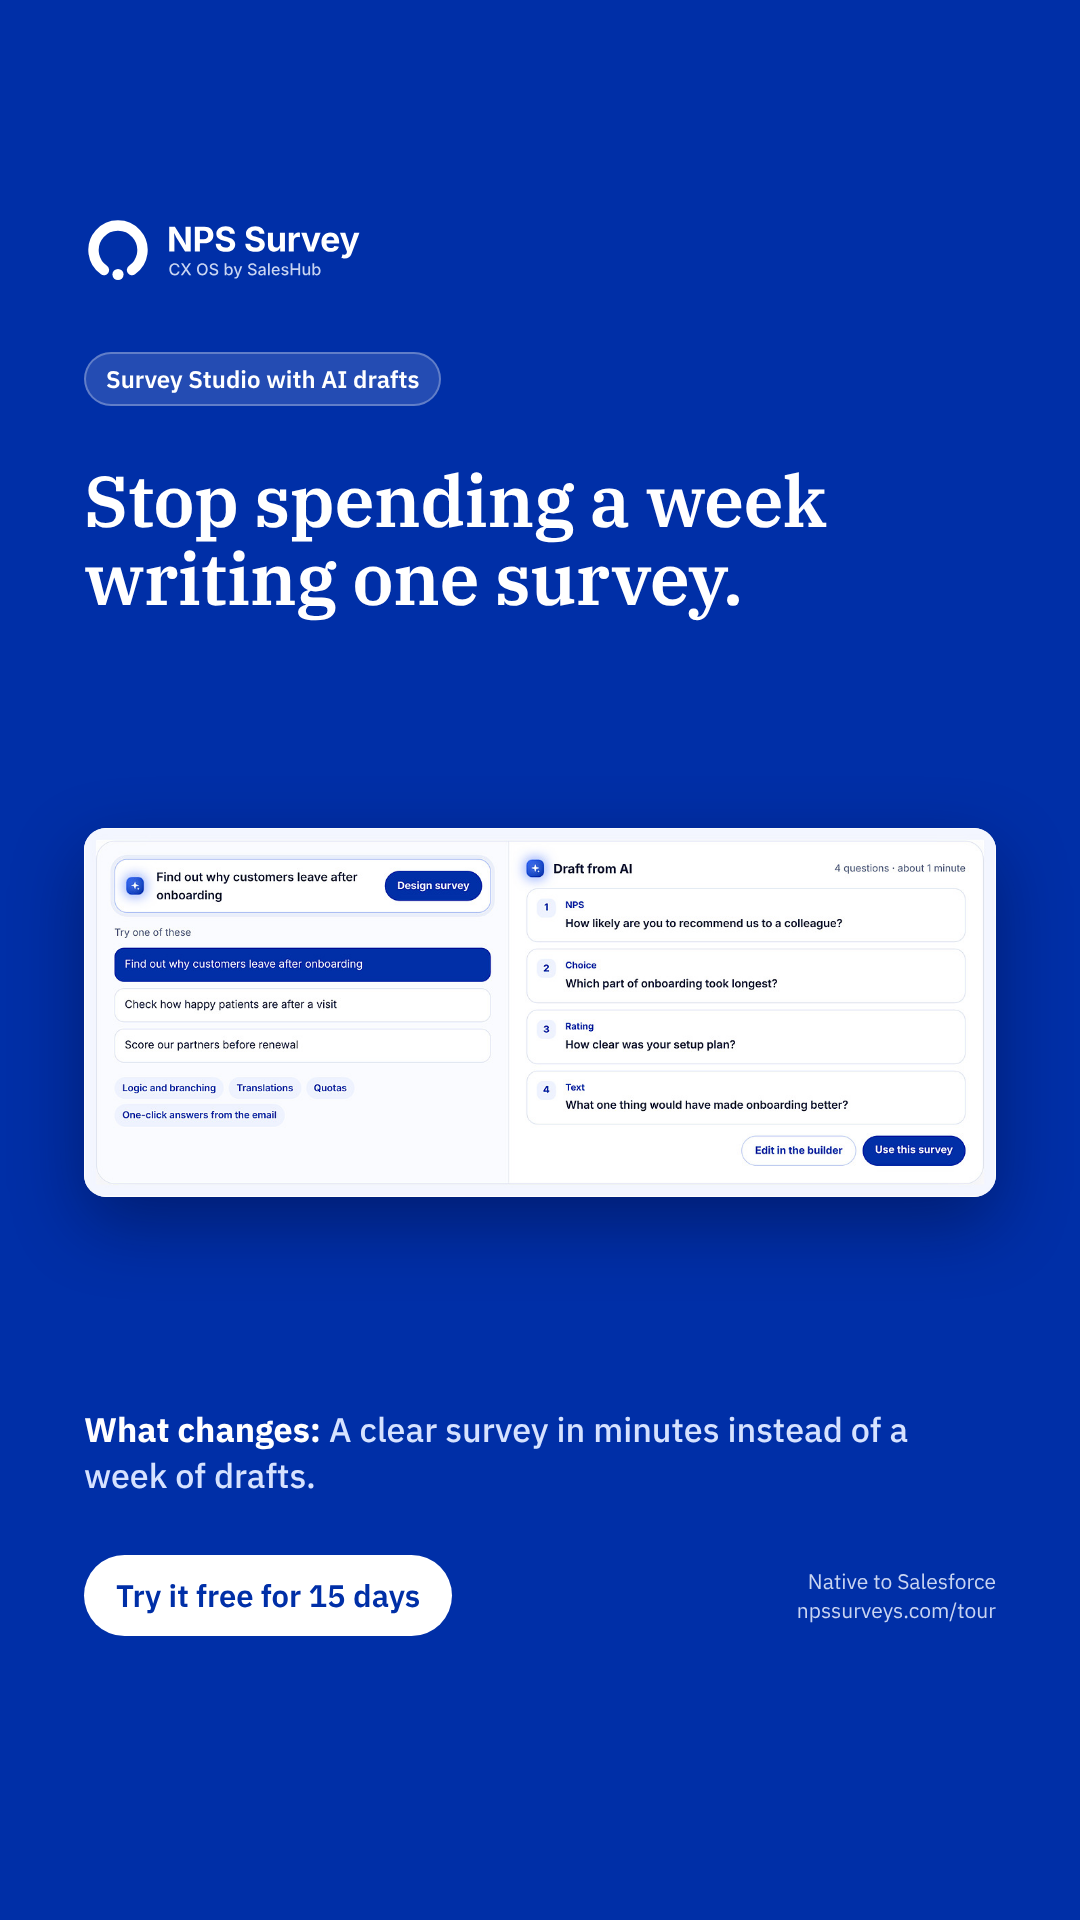 NPS Survey
CX OS by SalesHub
Survey Studio with AI drafts
Stop spending a week
writing one survey.
Find out why customers leave after
onboarding
Design survey
Try one of these
Find out why customers leave after onboarding
Check how happy patients are after a visit
Score our partners before renewal
Logic and branching
Translations
Quotas
One-click answers from the email
Draft from AI
4 questions · about 1 minute
1
NPS
How likely are you to recommend us to a colleague?
2
Choice
Which part of onboarding took longest?
3
Rating
How clear was your setup plan?
4
Text
What one thing would have made onboarding better?
Edit in the builder
Use this survey
What changes: A clear survey in minutes instead of a
week of drafts.
Try it free for 15 days
Native to Salesforce
npssurveys.com/tour